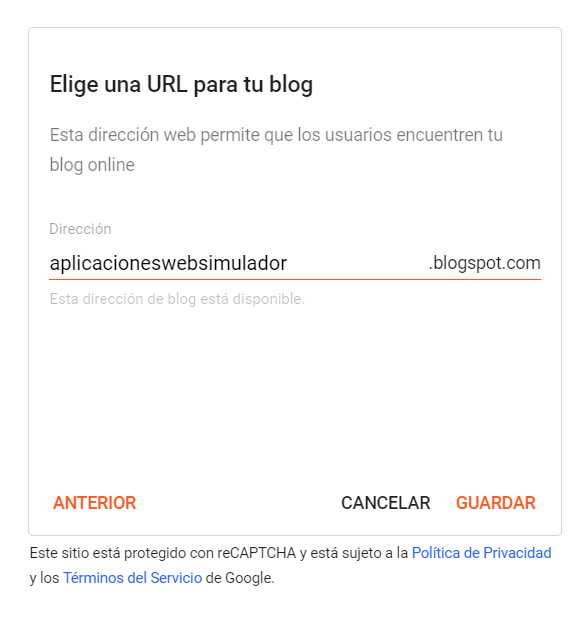 Elige una URL para tu blog
Esta dirección web permite que los usuarios encuentren tu
blog online
Dirección
aplicacioneswebsimulador .blogspot.com
Esta dirección de blog está disponible.
ANTERIOR CANCELAR GUARDAR
Este sitio está protegido con reCAPTCHA y está sujeto a la Política de Privacidad
y los Términos del Servicio de Google.